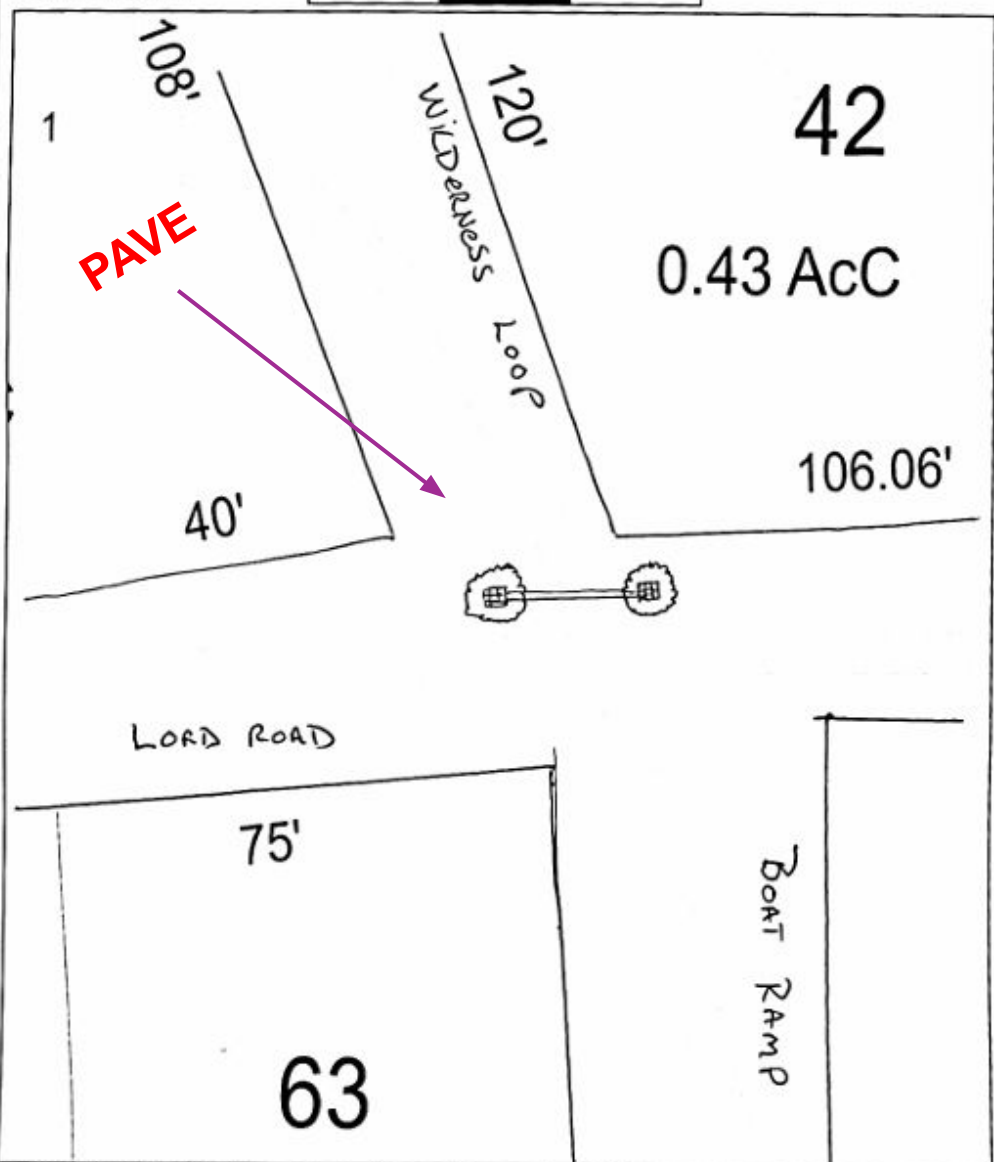 108'
120'
42
1
WILDERNESS LOOP
PAVE
0.43 AcC
106.06'
40'
LORD ROAD
75'
BOAT RAMP
63